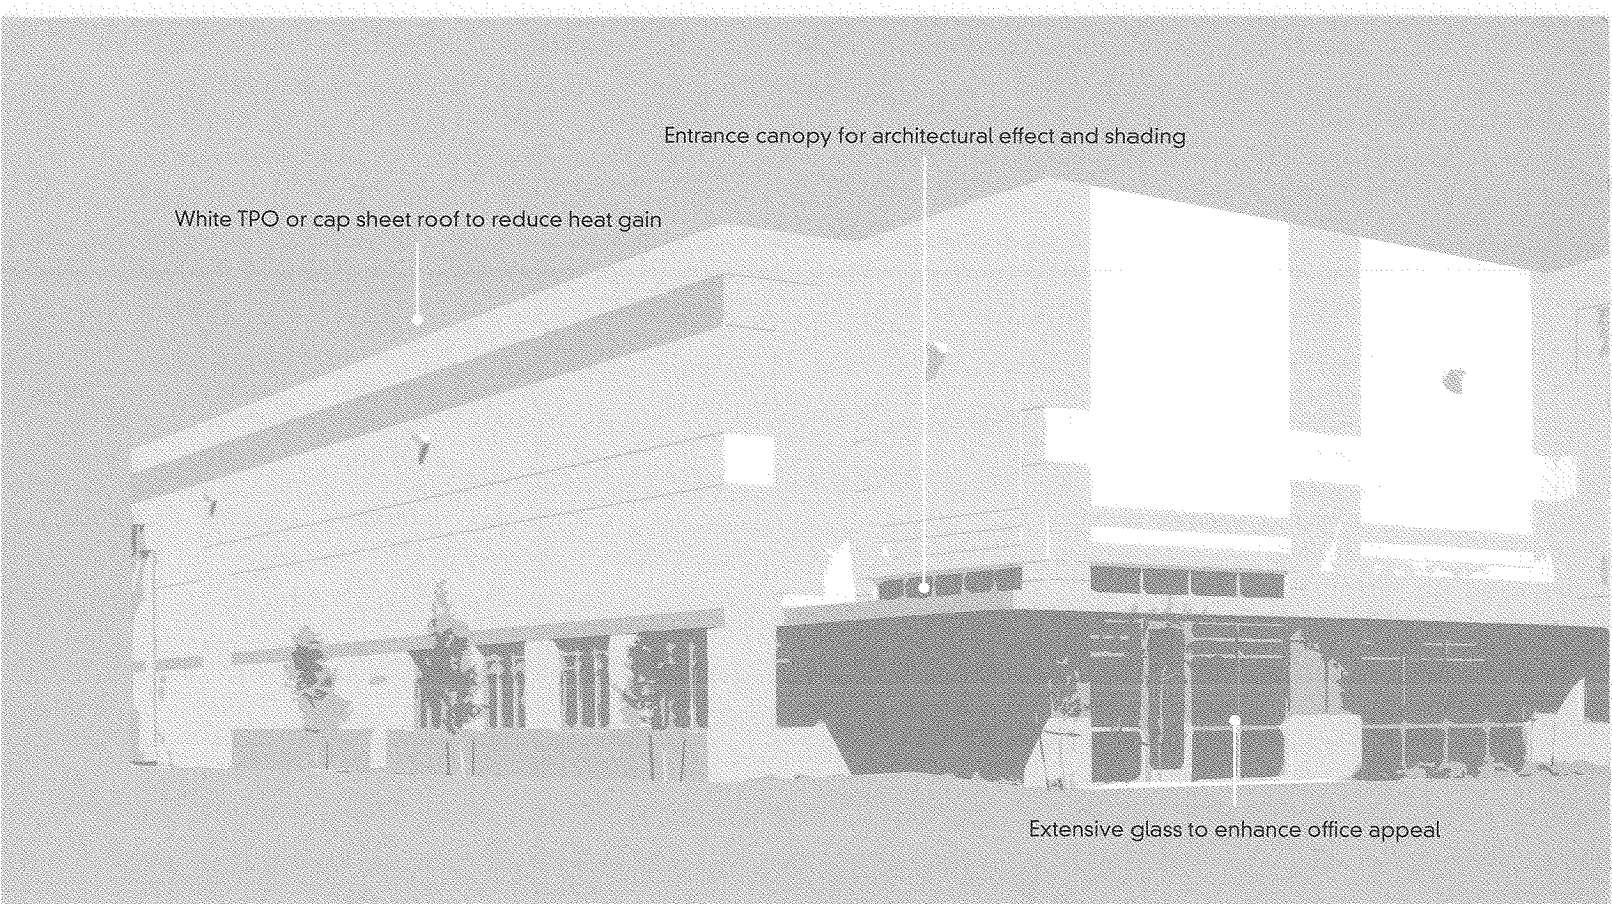 Entrance canopy for architectural effect and shading
White TPO or cap sheet roof to reduce heat gain
Extensive glass to enhance office appeal